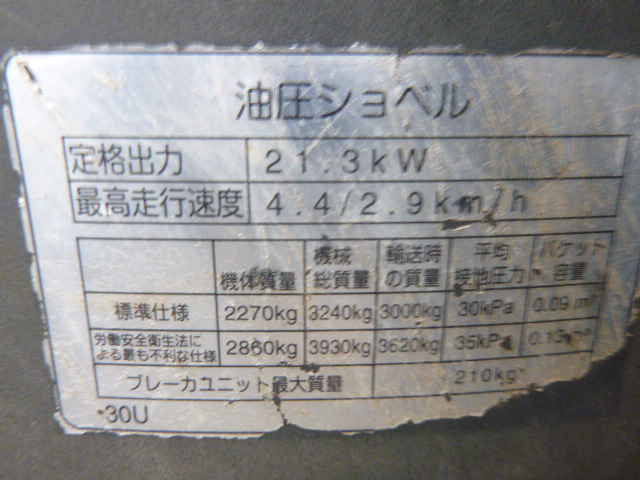 油圧ショベル
定格出力 21.3kW
最高走行速度 4.4/2.9km/h
機体質量 機械総質量 輸送時の質量 平均接地圧力 バケット容量
標準仕様 2270kg 3240kg 3000kg 30kPa 0.09m³
労働安全衛生法に
よる最も不利な仕様 2860kg 3930kg 3620kg 35kPa
ブレーカユニット最大質量 210kg
30U